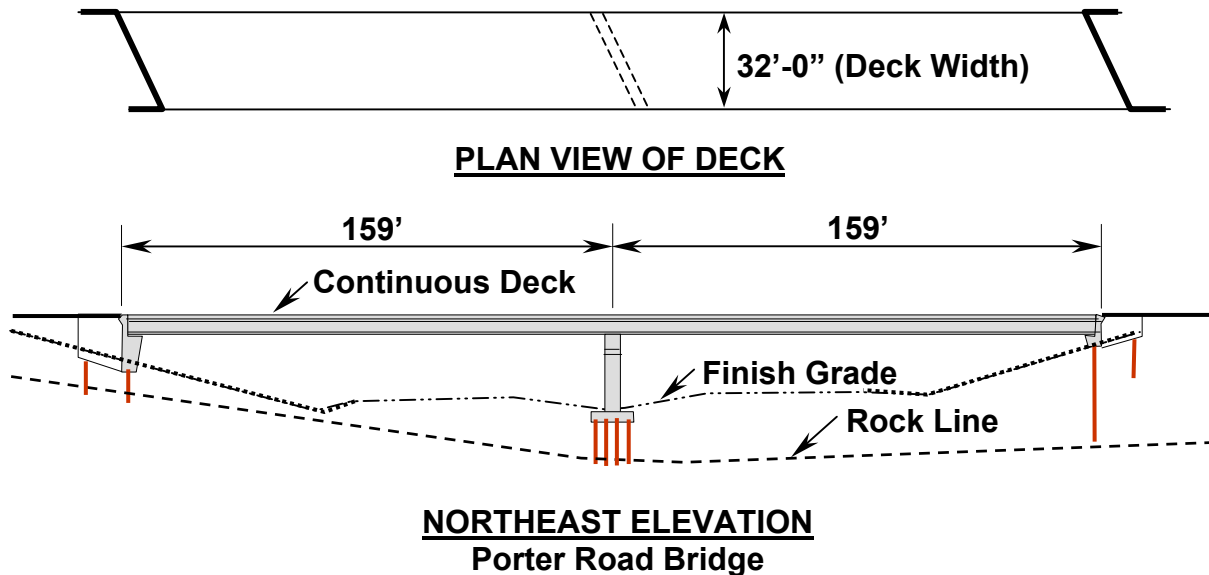 32’-0” (Deck Width)
PLAN VIEW OF DECK
159’ 159’
Continuous Deck
Finish Grade
Rock Line
NORTHEAST ELEVATION
Porter Road Bridge